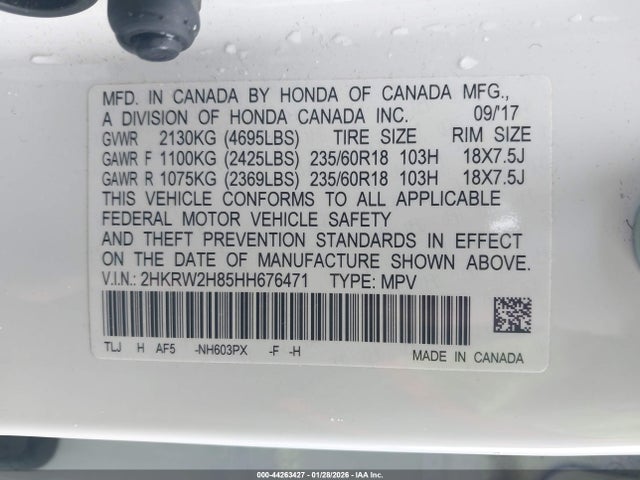 MFD. IN CANADA BY HONDA OF CANADA MFG.,
A DIVISION OF HONDA CANADA INC. 09/'17
GVWR 2130KG (4695LBS) TIRE SIZE RIM SIZE
GAWR F 1100KG (2425LBS) 235/60R18 103H 18X7.5J
GAWR R 1075KG (2369LBS) 235/60R18 103H 18X7.5J
THIS VEHICLE CONFORMS TO ALL APPLICABLE
FEDERAL MOTOR VEHICLE SAFETY
AND THEFT PREVENTION STANDARDS IN EFFECT
ON THE DATE OF MANUFACTURE SHOWN ABOVE.
V.I.N.: 2HKRW2H85HH676471 TYPE: MPV
TLJ H AF5 -NH603PX -F -H
MADE IN CANADA
000-44263427 - 01/28/2026 - IAA Inc.